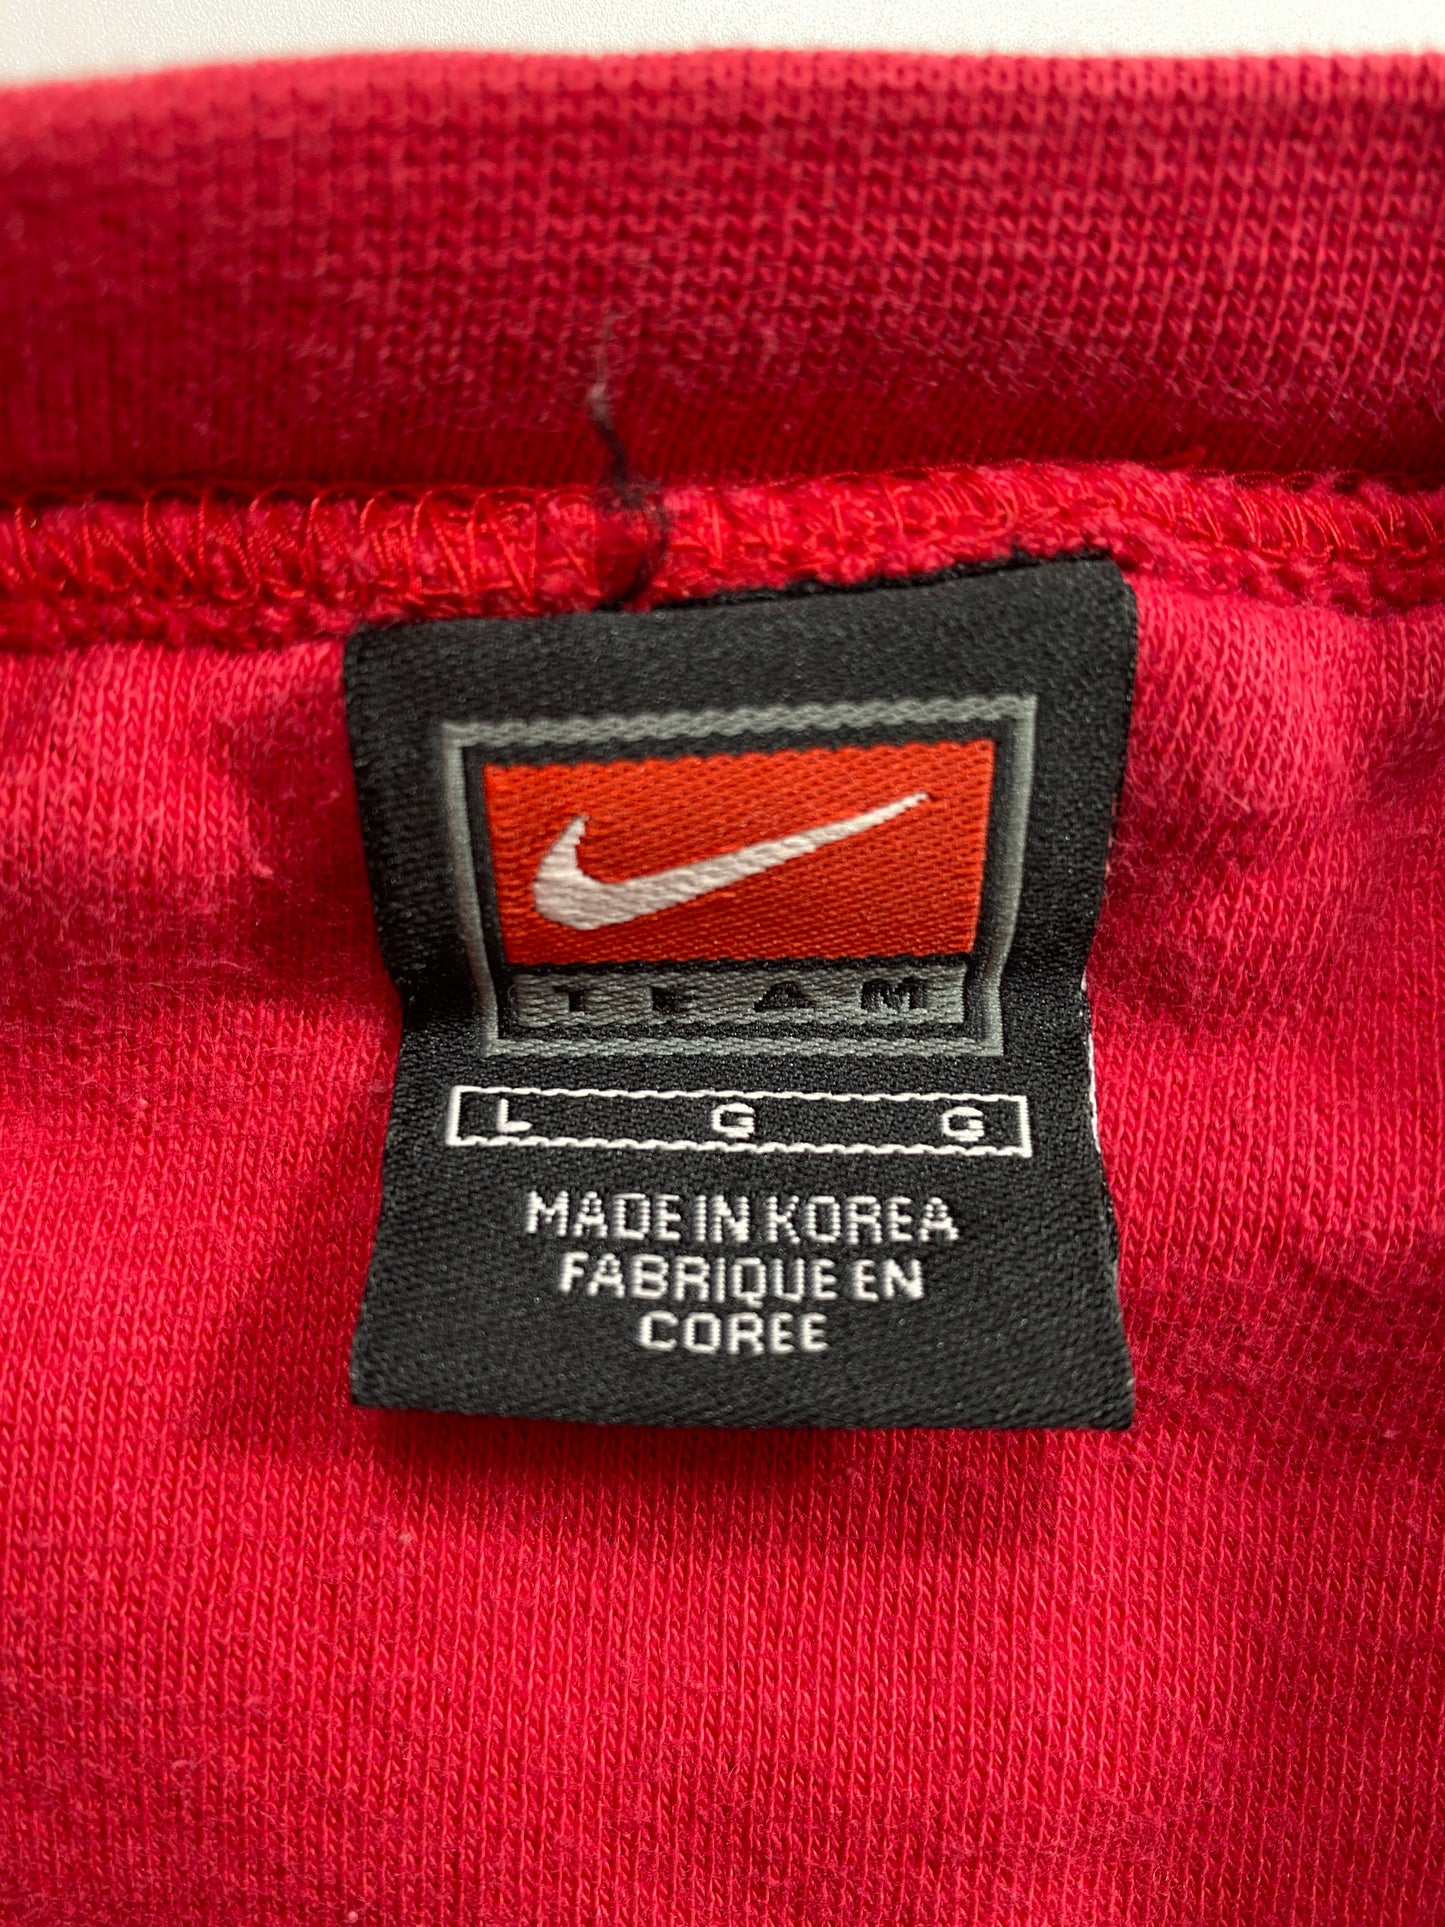 TEAM
L G G
MADE IN KOREA
FABRIQUE EN
COREE